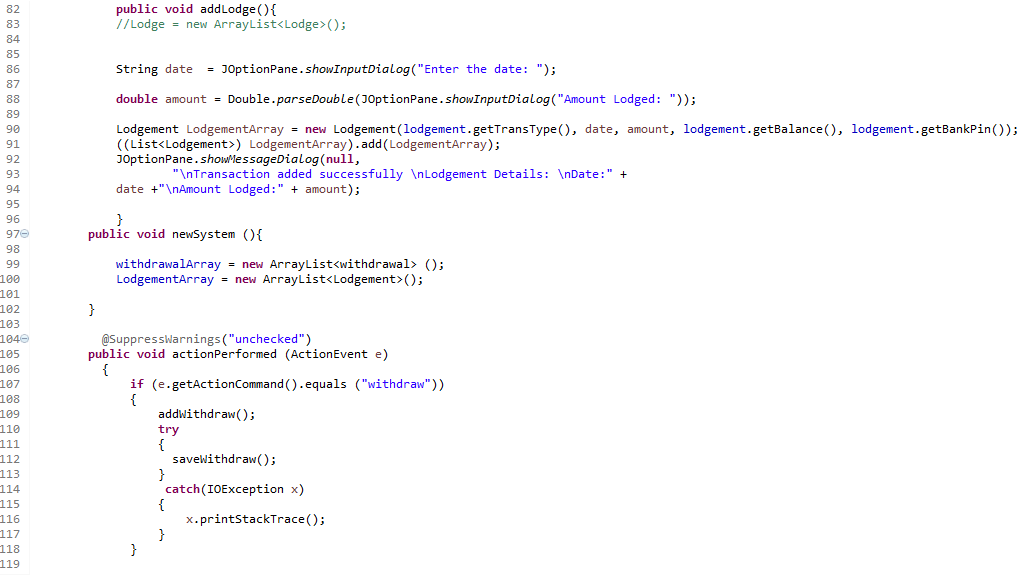 82 public void addLodge(){
83 //Lodge = new ArrayList<Lodge>();
84
85
86 String date  = JOptionPane.showInputDialog("Enter the date: ");
87
88 double amount = Double.parseDouble(JOptionPane.showInputDialog("Amount Lodged: "));
89
90 Lodgement LodgementArray = new Lodgement(lodgement.getTransType(), date, amount, lodgement.getBalance(), lodgement.getBankPin());
91 ((List<Lodgement>) LodgementArray).add(LodgementArray);
92 JOptionPane.showMessageDialog(null,
93 "\nTransaction added successfully \nLodgement Details: \nDate:" +
94 date +"\nAmount Lodged:" + amount);
95
96 }
97 public void newSystem (){
98
99 withdrawalArray = new ArrayList<withdrawal> ();
100 LodgementArray = new ArrayList<Lodgement>();
101
102 }
103
104 @SuppressWarnings("unchecked")
105 public void actionPerformed (ActionEvent e)
106 {
107 if (e.getActionCommand().equals ("withdraw"))
108 {
109 addWithdraw();
110 try
111 {
112 saveWithdraw();
113 }
114 catch(IOException x)
115 {
116 x.printStackTrace();
117 }
118 }
119